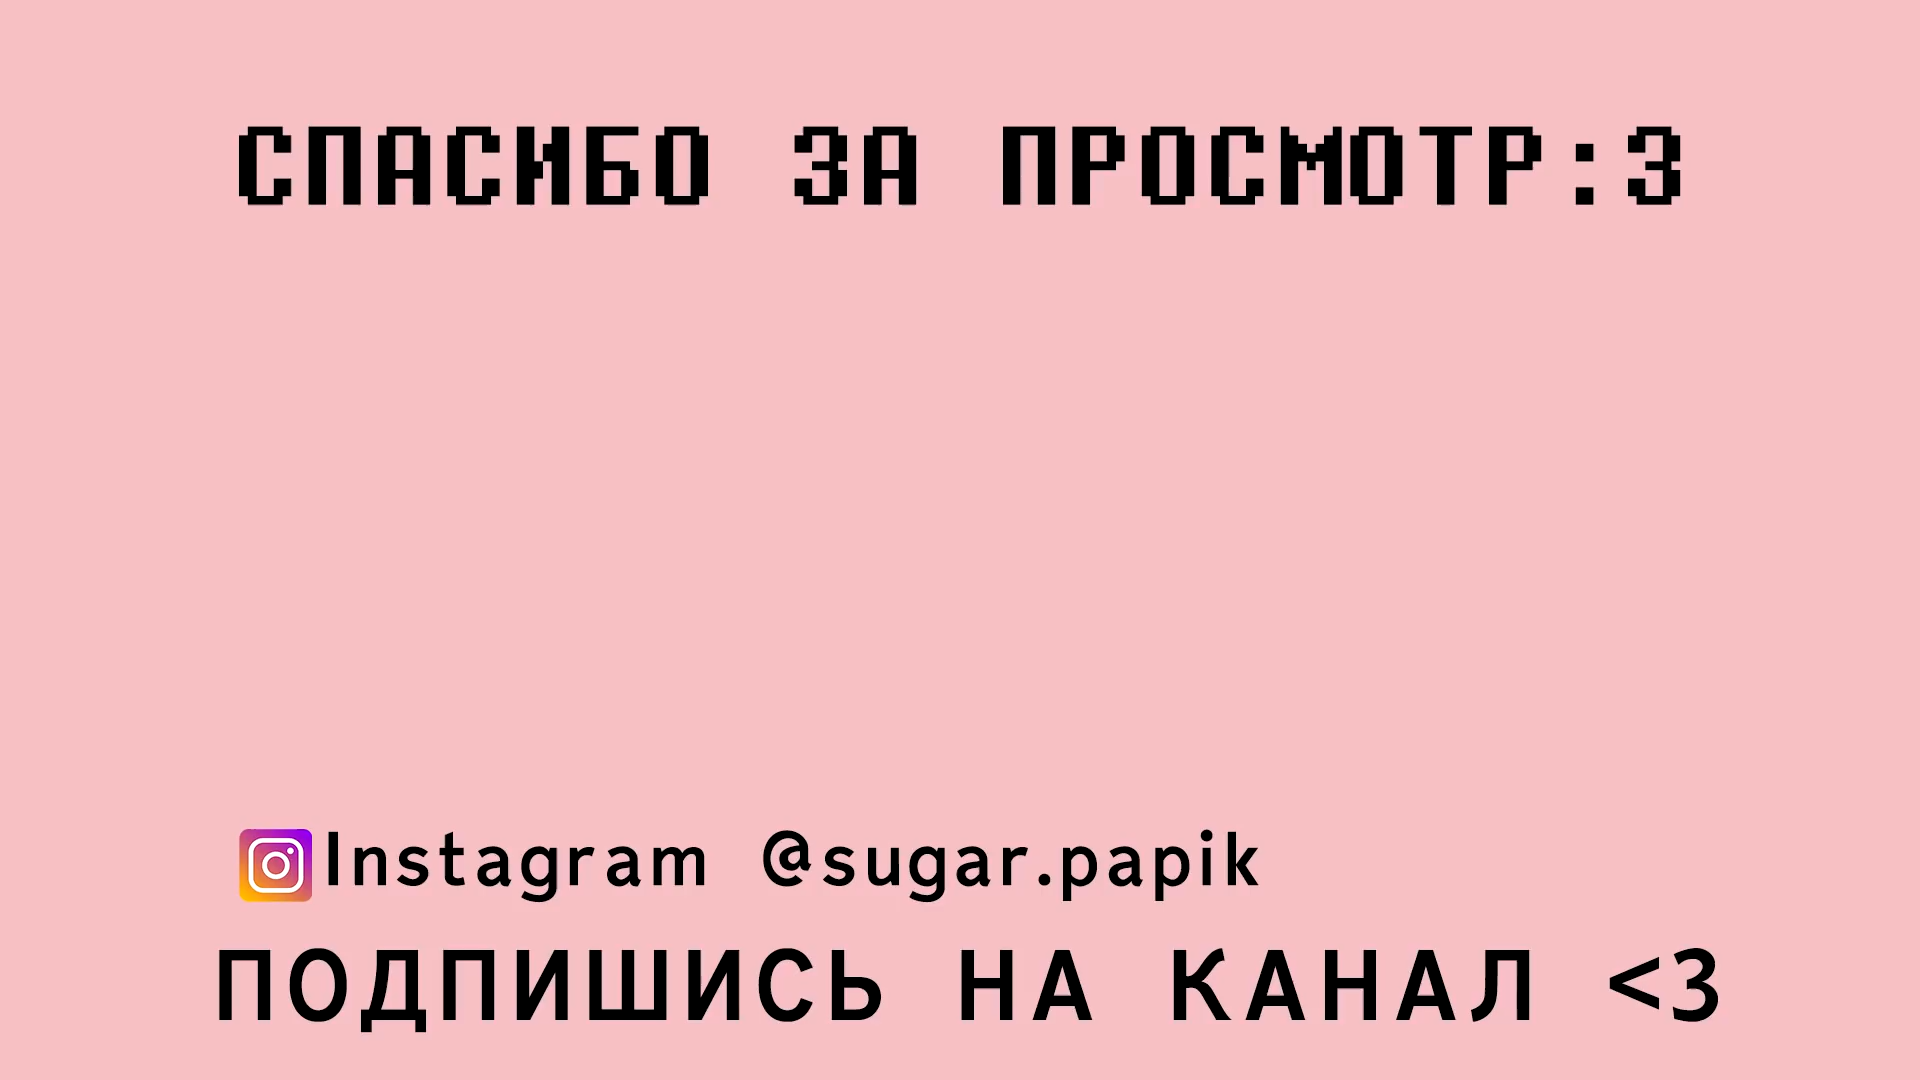 СПАСИБО ЗА ПРОСМОТР:3
Instagram @sugar.papik
ПОДПИШИСЬ НА КАНАЛ <3